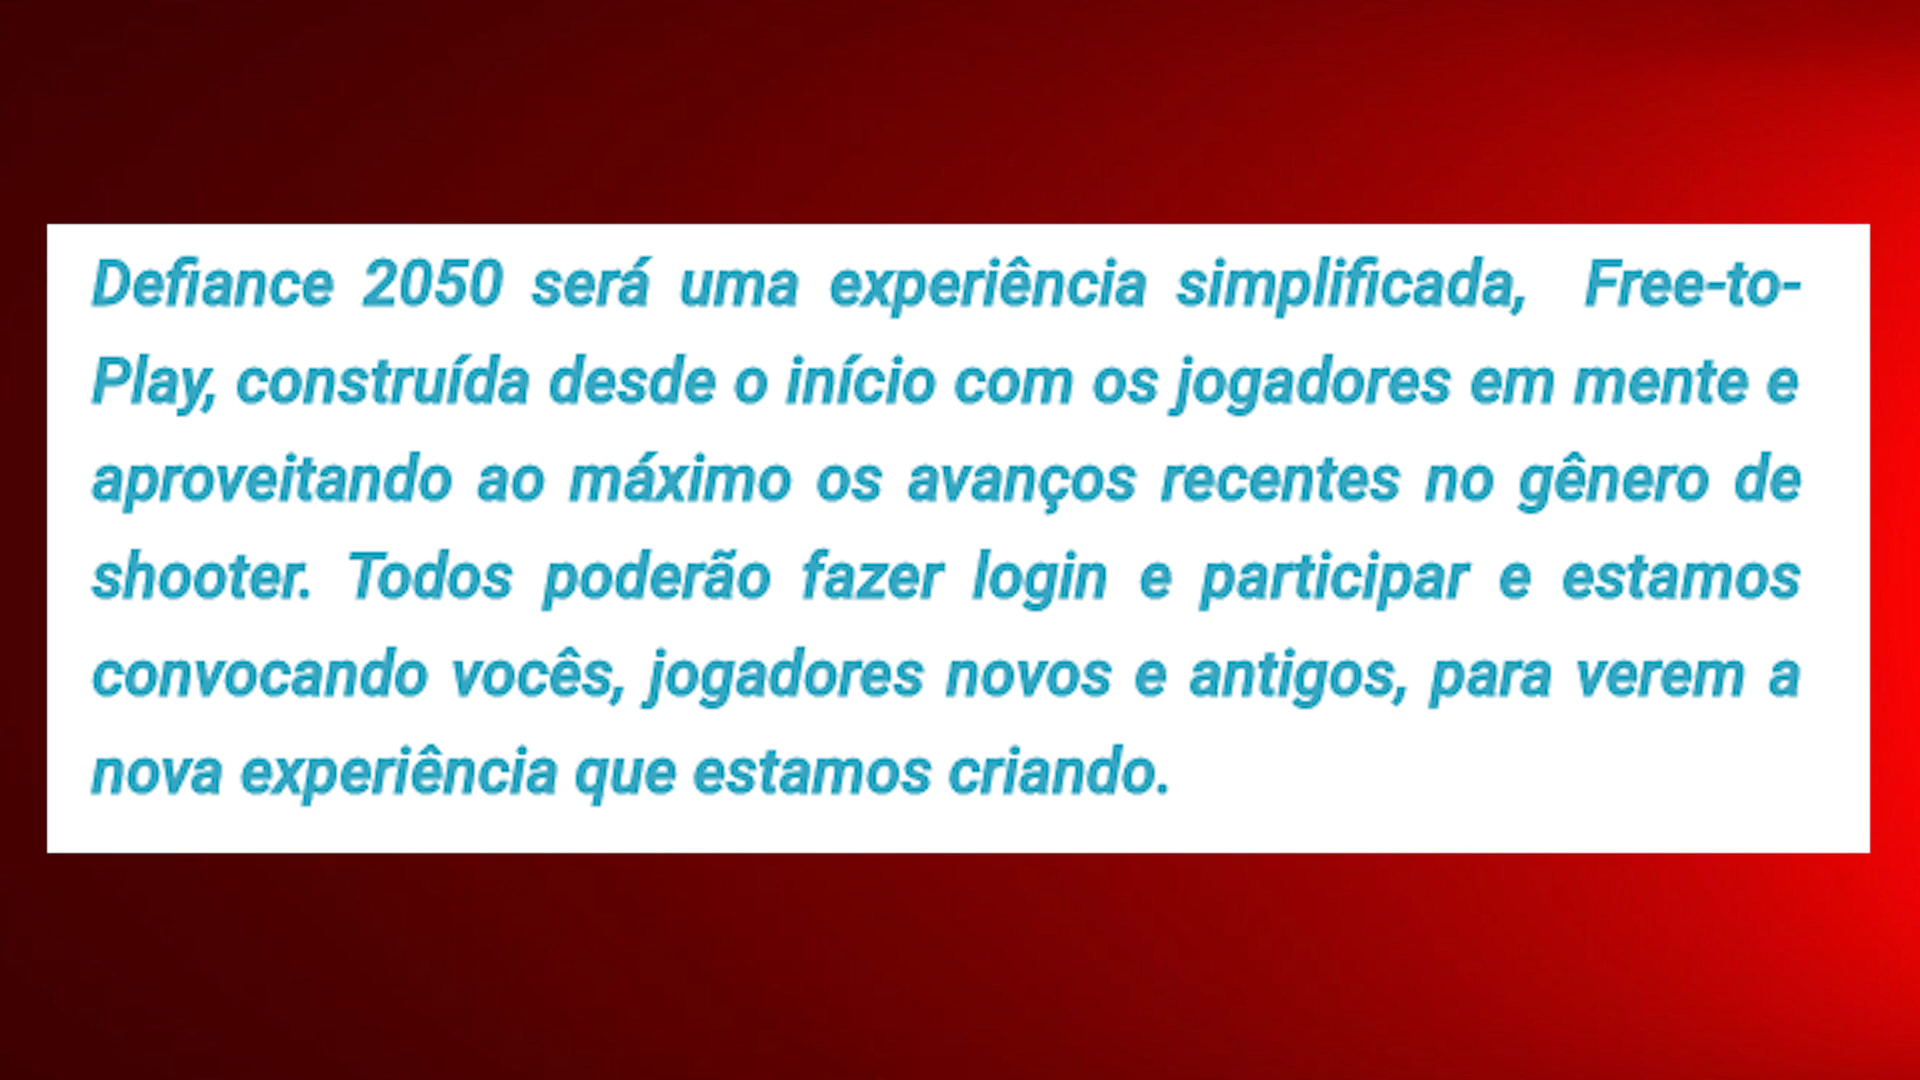 Defiance 2050 será uma experiência simplificada, Free-to-
Play, construída desde o início com os jogadores em mente e
aproveitando ao máximo os avanços recentes no gênero de
shooter. Todos poderão fazer login e participar e estamos
convocando vocês, jogadores novos e antigos, para verem a
nova experiência que estamos criando.